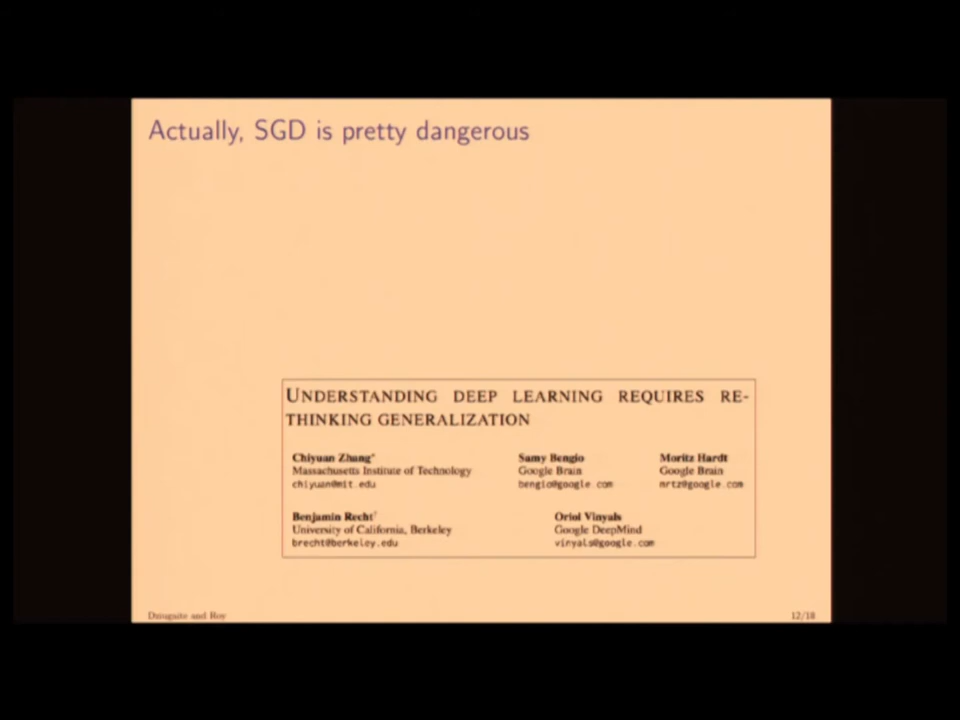 Actually, SGD is pretty dangerous
UNDERSTANDING DEEP LEARNING REQUIRES RE-
THINKING GENERALIZATION
Chiyuan Zhang* Samy Bengio Moritz Hardt
Massachusetts Institute of Technology Google Brain Google Brain
chiyuan@mit.edu bengio@google.com mrtz@google.com
Benjamin Recht† Oriol Vinyals
University of California, Berkeley Google DeepMind
brecht@berkeley.edu vinyals@google.com
Dziugaite and Roy 12/18